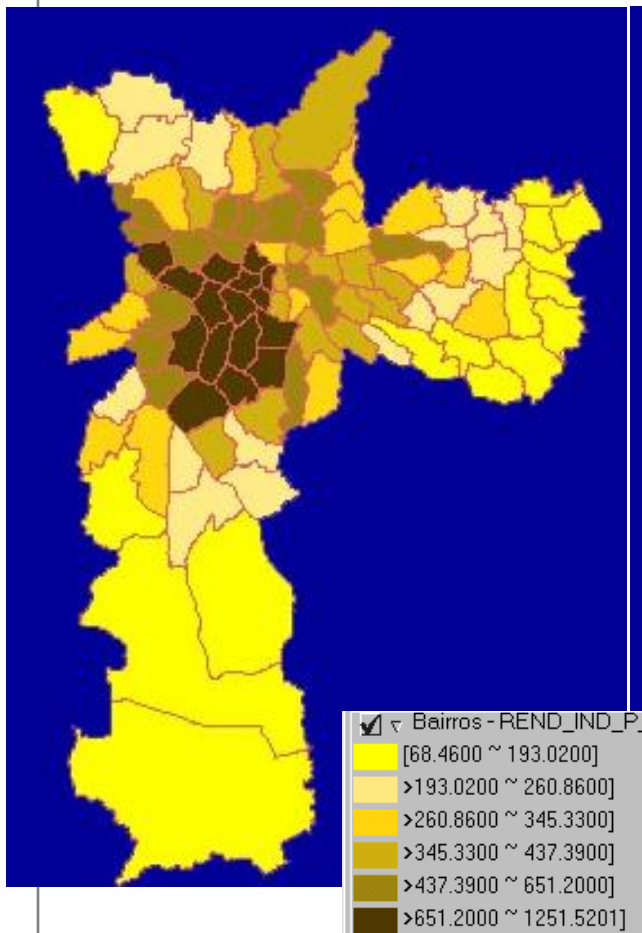 Bairros - REND_IND_P_
[68.4600 ~ 193.0200]
>193.0200 ~ 260.8600]
>260.8600 ~ 345.3300]
>345.3300 ~ 437.3900]
>437.3900 ~ 651.2000]
>651.2000 ~ 1251.5201]